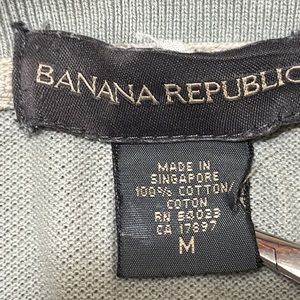 BANANA REPUBLIC
MADE IN
SINGAPORE
100% COTTON/
COTON
RN 54023
CA 17897
M